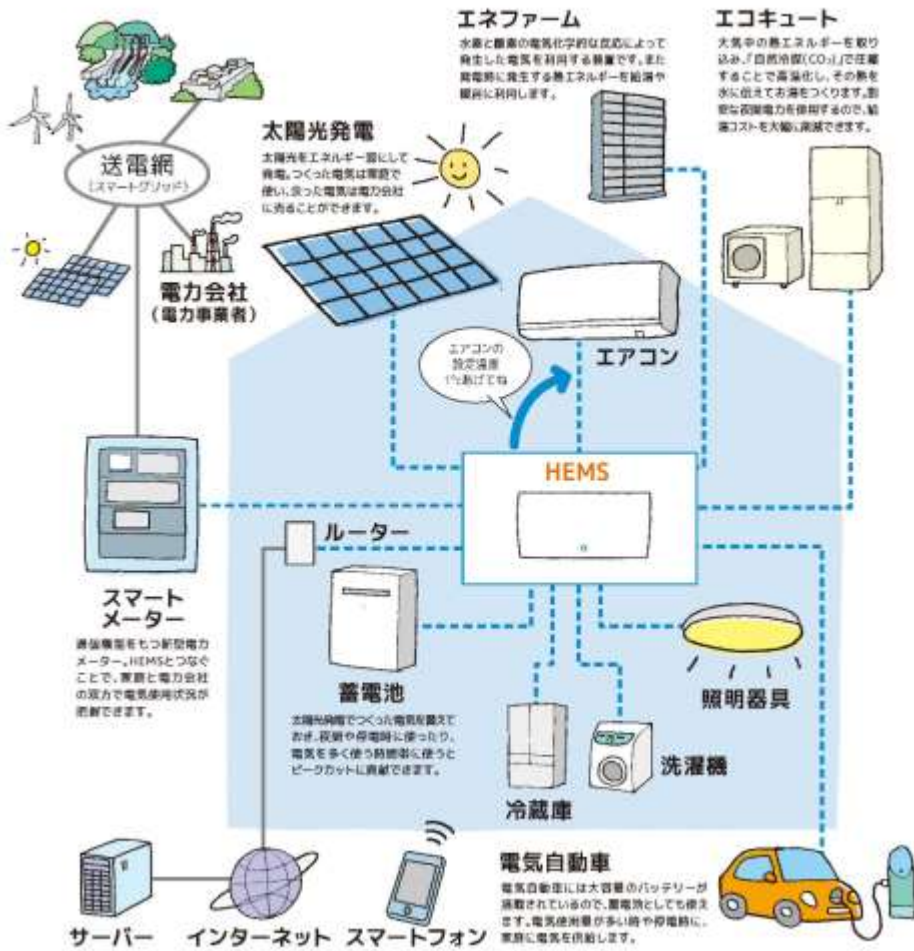 エネファーム
水素と酸素の電気化学的な反応によって
発生した電気を利用する装置です。また
発電時に発生する熱エネルギーを給湯や
暖房に利用します。
エコキュート
大気中の熱エネルギーを取り
込み、「自然冷媒(CO₂)」で圧縮
することで高温化し、その熱を
水に伝えてお湯をつくります。割
安な夜間電力を使用するので、給
湯コストを大幅に削減できます。
太陽光発電
太陽光をエネルギー源にして
発電。つくった電気は家庭で
使い、余った電気は電力会社
に売ることができます。
送電網
(スマートグリッド)
電力会社
(電力事業者)
エアコン
エアコンの
設定温度
1℃あげてね
HEMS
ルーター
スマート
メーター
通信機能をもつ新型電力
メーター。HEMSとつなぐ
ことで、家庭と電力会社
の双方で電気使用状況が
把握できます。
蓄電池
太陽光発電でつくった電気を蓄えて
おき、夜間や停電時に使ったり、
電気を多く使う時間帯に使うと
ピークカットに貢献できます。
照明器具
洗濯機
冷蔵庫
電気自動車
電気自動車には大容量のバッテリーが
搭載されているので、蓄電池としても使え
ます。電気使用量が多い時や停電時に、
家庭に電気を供給します。
サーバー
インターネット
スマートフォン